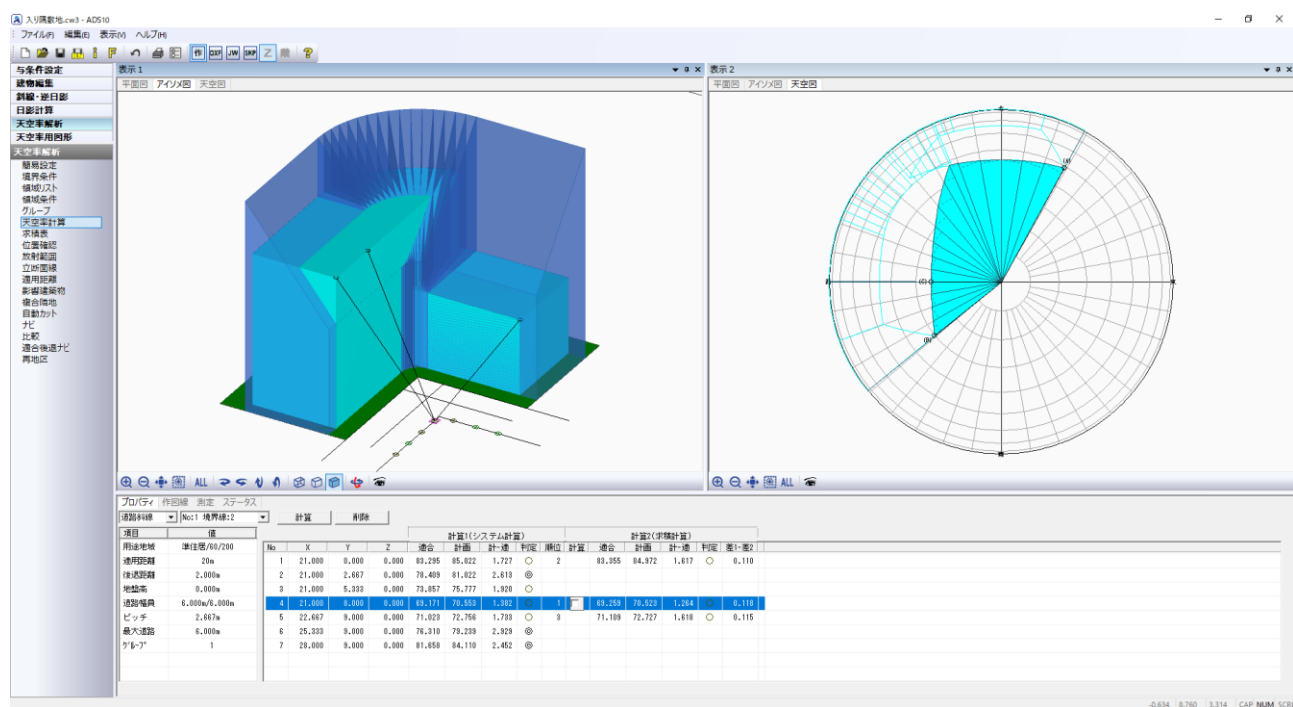 入り隅敷地.cw3 - ADS10
ファイル(F) 編集(E) 表示(V) ヘルプ(H)
作 DXF JW SKP Z
与条件設定
建物編集
斜線・逆日影
日影計算
天空率解析
天空率用図形
天空率解析
簡易設定
境界条件
領域リスト
領域条件
グループ
天空率計算
求積表
位置確認
放射範囲
立断面線
適用距離
影響建築物
複合隣地
自動カット
ナビ
比較
適合後退ナビ
再地区
表示1
平面図 アイソメ図 天空図
ALL
表示2
平面図 アイソメ図 天空図
(A)
(C)
(B)
ALL
プロパティ 作図線 測定 ステータス
道路斜線 No:1 境界線:2 計算 削除
項目 値
用途地域 準住居/60/200
適用距離 20m
後退距離 2.000m
地盤高 0.000m
道路幅員 6.000m/6.000m
ピッチ 2.667m
最大道路 6.000m
グループ 1
計算1(システム計算) 計算2(求積計算)
No X Y Z 適合 計画 計-適 判定 順位 計算 適合 計画 計-適 判定 差1-差2
1 21.000 0.000 0.000 83.295 85.022 1.727 ○ 2 83.355 84.972 1.617 ○ 0.110
2 21.000 2.667 0.000 78.409 81.022 2.613 ◎
3 21.000 5.333 0.000 73.857 75.777 1.920 ○
4 21.000 8.000 0.000 69.171 70.553 1.382 ○ 1 69.259 70.523 1.264 ○ 0.118
5 22.667 9.000 0.000 71.023 72.756 1.733 ○ 3 71.109 72.727 1.618 ○ 0.115
6 25.333 9.000 0.000 76.310 79.239 2.929 ◎
7 28.000 9.000 0.000 81.658 84.110 2.452 ◎
-0.634 8.760 3.314 CAP NUM SCRL